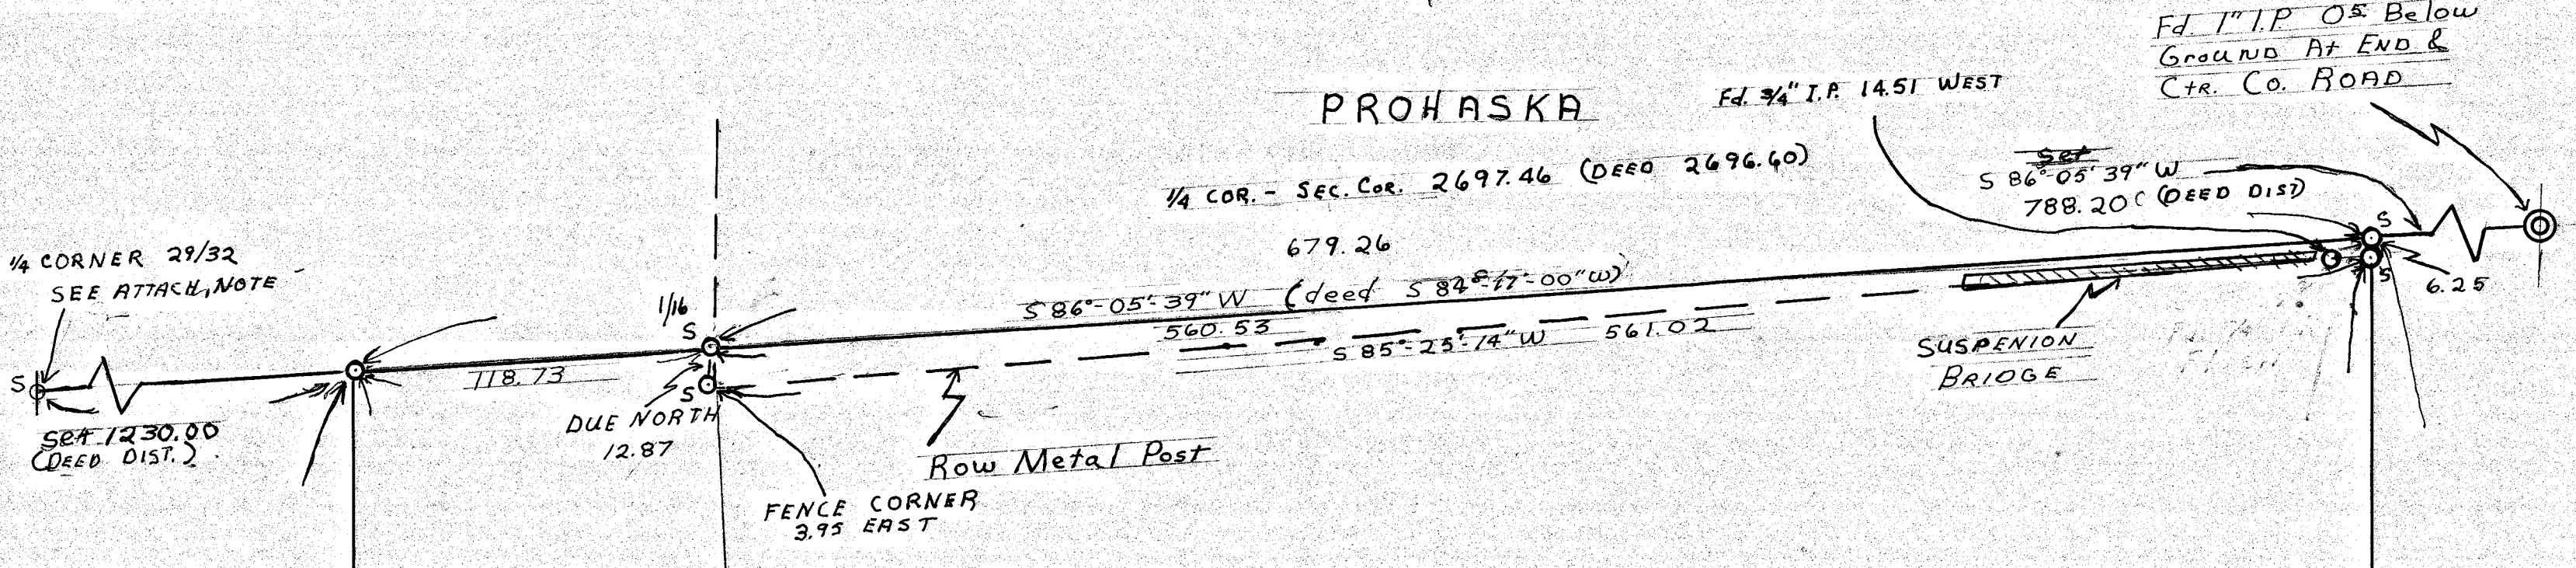 Fd. 1" I.P. 05 Below
Ground At END &
Ctr. Co. ROAD
PROHASKA
Fd. 3/4" I.P. 14.51 WEST
1/4 COR. - SEC. COR. 2697.46 (DEED 2696.60)
Set
S 86°-05'39" W
788.20 (DEED DIST)
679.26
1/4 CORNER 29/32
SEE ATTACH, NOTE
1/16
S
S 86°-05'-39" W (deed S 84°-17'-00" W)
560.53
S 85°-25'-14" W 561.02
S
S
6.25
SUSPENION
BRIDGE
S
118.73
S
Set 1230.00
(DEED DIST.)
DUE NORTH
12.87
Row Metal Post
FENCE CORNER
3.95 EAST